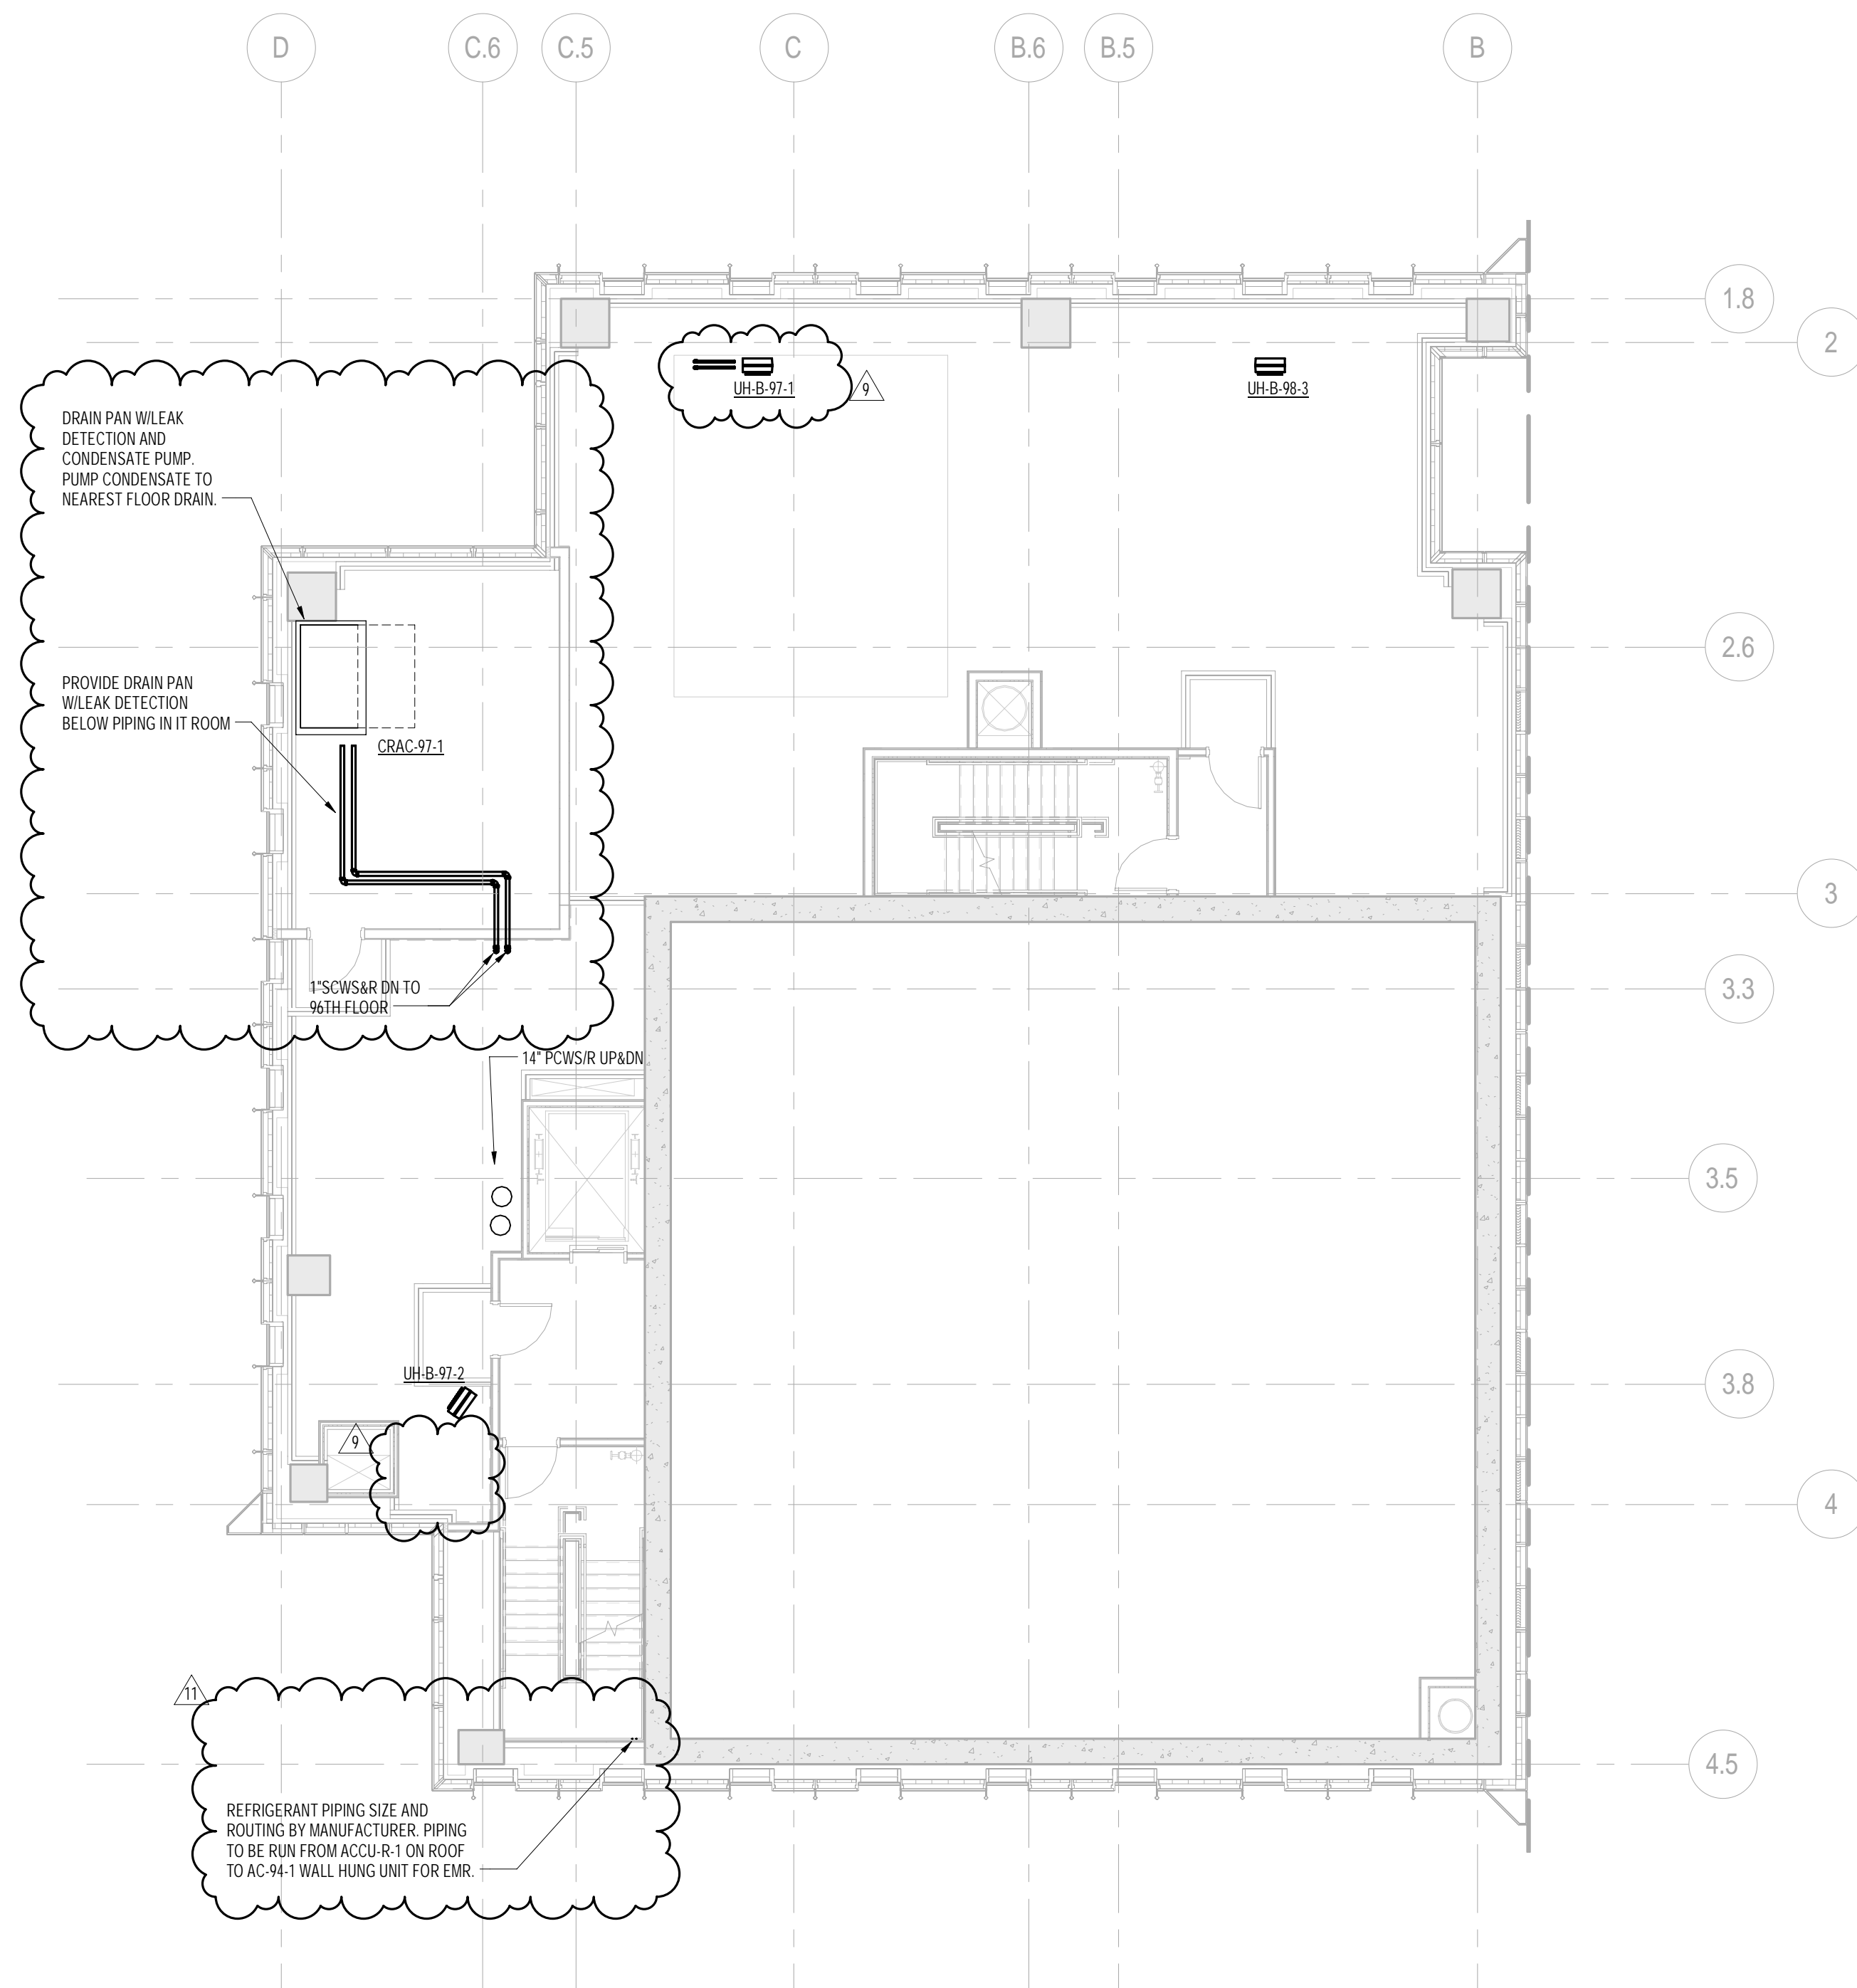 D
C.6
C.5
C
B.6
B.5
B
1.8
2
UH-B-97-1
9
UH-B-98-3
DRAIN PAN W/LEAK
DETECTION AND
CONDENSATE PUMP.
PUMP CONDENSATE TO
NEAREST FLOOR DRAIN.
2.6
PROVIDE DRAIN PAN
W/LEAK DETECTION
BELOW PIPING IN IT ROOM
CRAC-97-1
3
1"SCWS&R DN TO
96TH FLOOR
3.3
14" PCWS/R UP&DN
3.5
UH-B-97-2
3.8
9
4
11
4.5
REFRIGERANT PIPING SIZE AND
ROUTING BY MANUFACTURER. PIPING
TO BE RUN FROM ACCU-R-1 ON ROOF
TO AC-94-1 WALL HUNG UNIT FOR EMR.